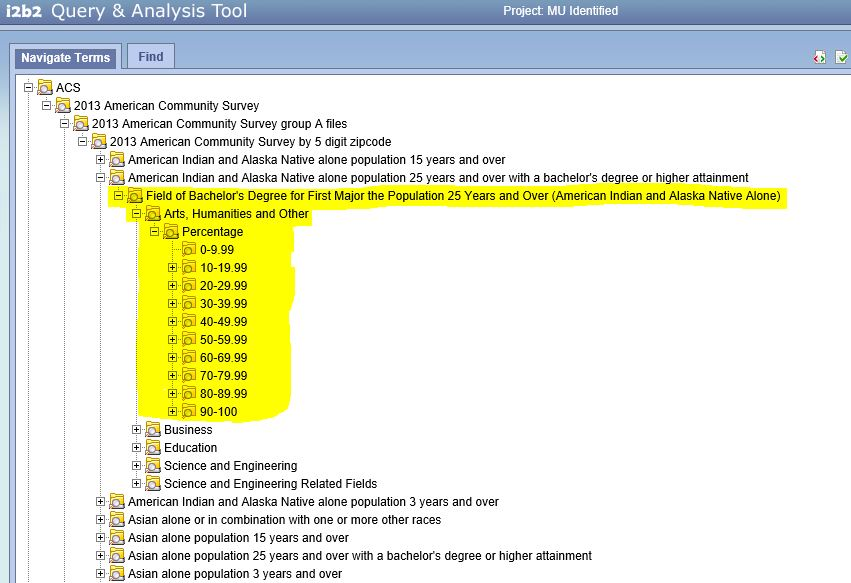 i2b2 Query & Analysis Tool Project: MU Identified
Navigate Terms Find
ACS
2013 American Community Survey
2013 American Community Survey group A files
2013 American Community Survey by 5 digit zipcode
American Indian and Alaska Native alone population 15 years and over
American Indian and Alaska Native alone population 25 years and over with a bachelor's degree or higher attainment
Field of Bachelor's Degree for First Major the Population 25 Years and Over (American Indian and Alaska Native Alone)
Arts, Humanities and Other
Percentage
0-9.99
10-19.99
20-29.99
30-39.99
40-49.99
50-59.99
60-69.99
70-79.99
80-89.99
90-100
Business
Education
Science and Engineering
Science and Engineering Related Fields
American Indian and Alaska Native alone population 3 years and over
Asian alone or in combination with one or more other races
Asian alone population 15 years and over
Asian alone population 25 years and over with a bachelor's degree or higher attainment
Asian alone population 3 years and over